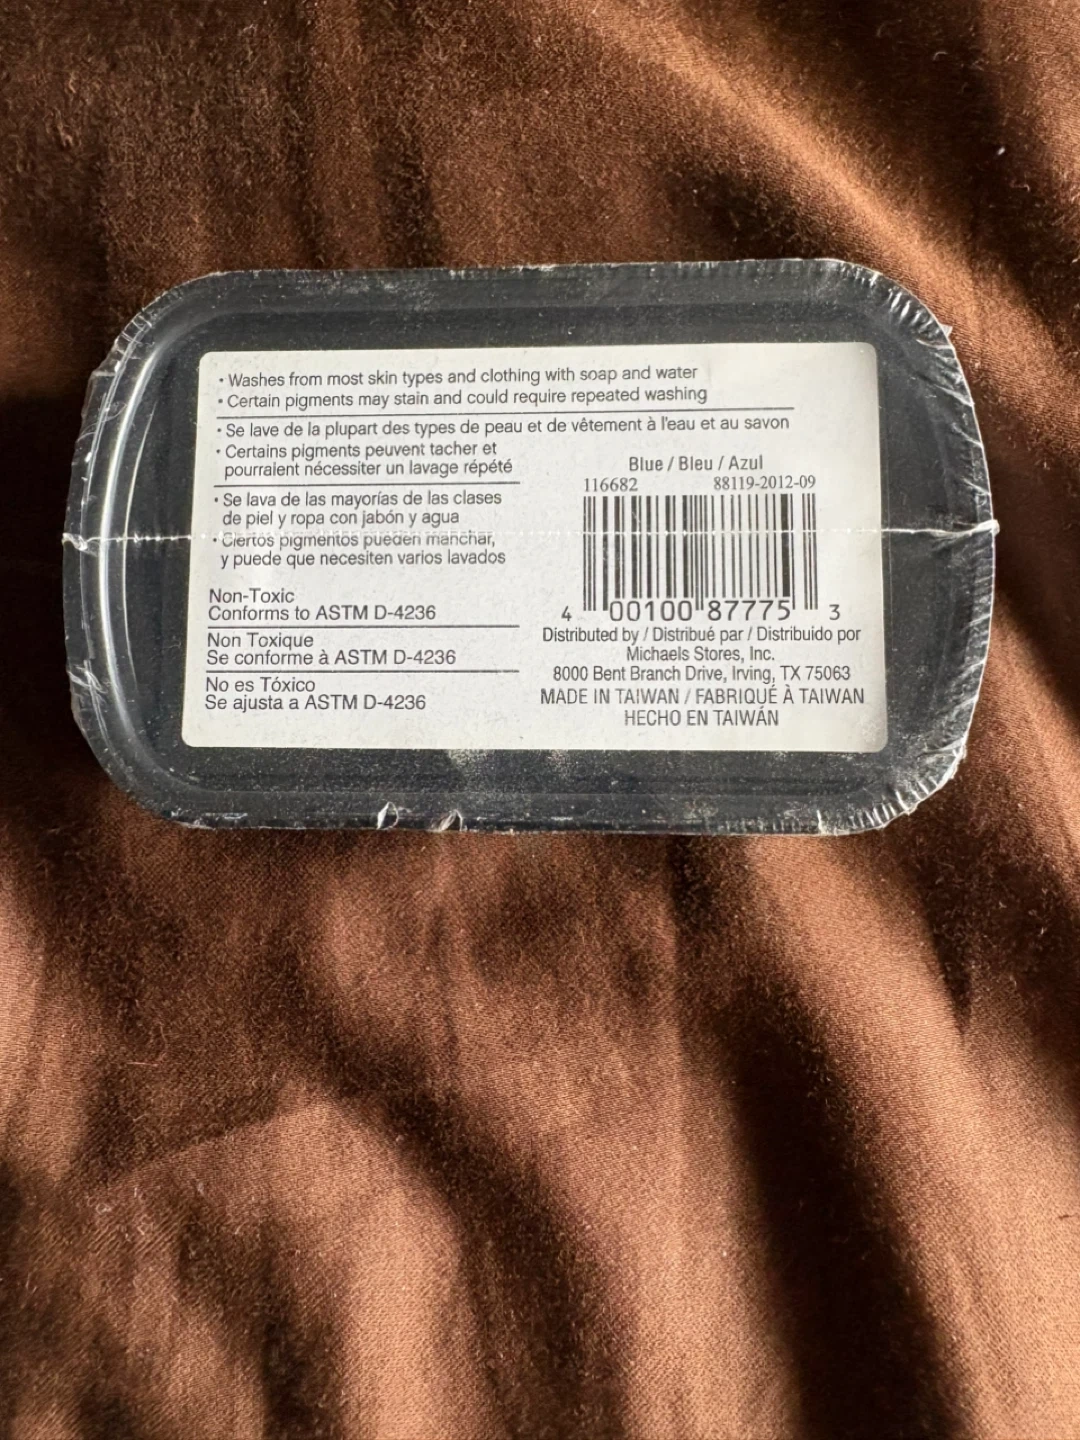 • Washes from most skin types and clothing with soap and water
• Certain pigments may stain and could require repeated washing
• Se lave de la plupart des types de peau et de vêtement à l'eau et au savon
• Certains pigments peuvent tacher et
pourraient nécessiter un lavage répété
• Se lava de las mayorías de las clases
de piel y ropa con jabón y agua
• Ciertos pigmentos pueden manchar,
y puede que necesiten varios lavados
Non-Toxic
Conforms to ASTM D-4236
Non Toxique
Se conforme à ASTM D-4236
No es Tóxico
Se ajusta a ASTM D-4236
Blue / Bleu / Azul
116682 88119-2012-09
4 00100 87775 3
Distributed by / Distribué par / Distribuido por
Michaels Stores, Inc.
8000 Bent Branch Drive, Irving, TX 75063
MADE IN TAIWAN / FABRIQUÉ À TAIWAN
HECHO EN TAIWÁN